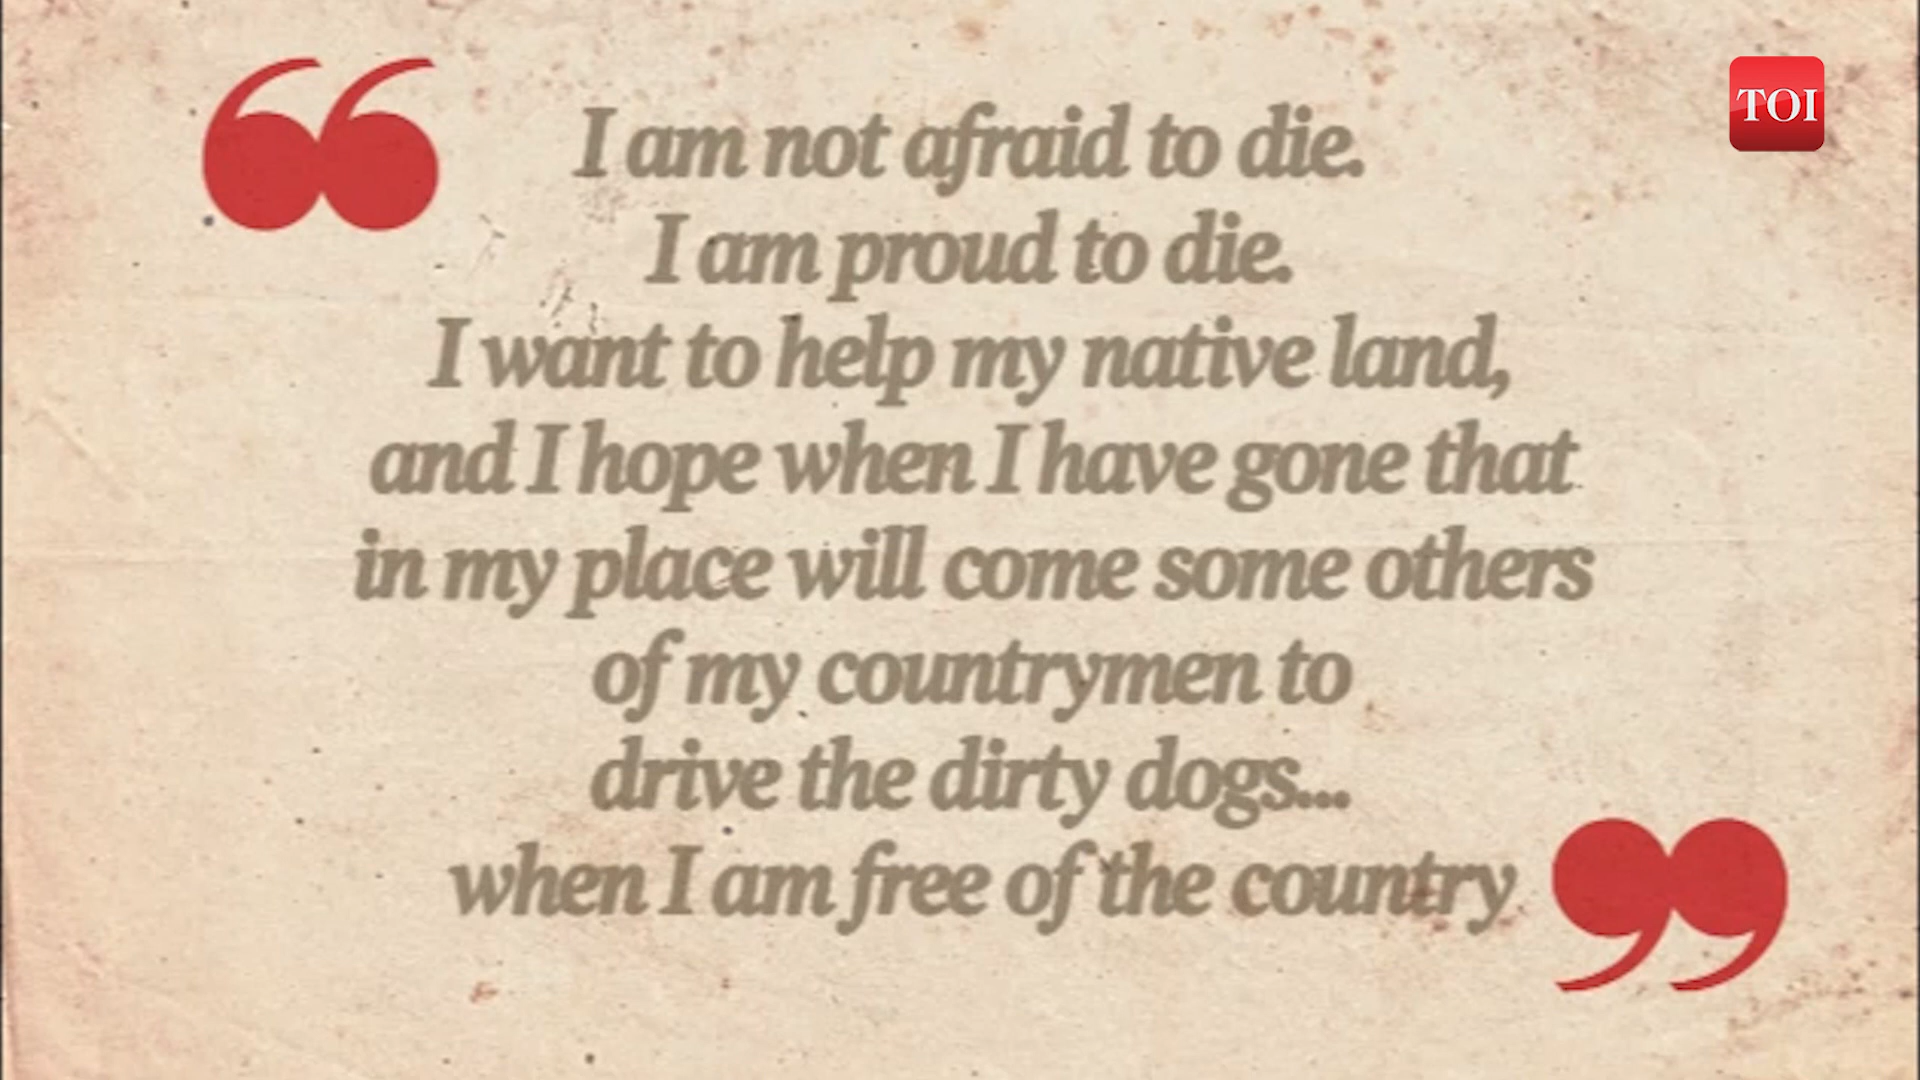 TOI
I am not afraid to die.
I am proud to die.
I want to help my native land,
and I hope when I have gone that
in my place will come some others
of my countrymen to
drive the dirty dogs...
when I am free of the country